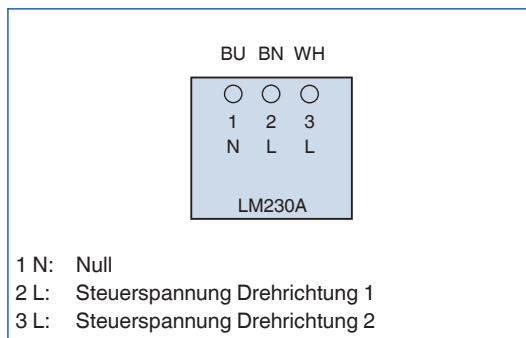 BU BN WH
1 2 3
N L L
LM230A
1 N: Null
2 L: Steuerspannung Drehrichtung 1
3 L: Steuerspannung Drehrichtung 2